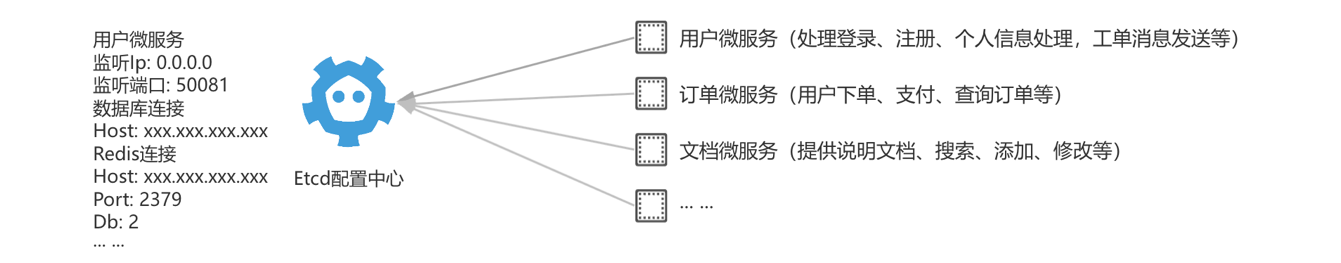 用户微服务
监听Ip: 0.0.0.0
监听端口: 50081
数据库连接
Host: xxx.xxx.xxx.xxx
Redis连接
Host: xxx.xxx.xxx.xxx
Port: 2379
Db: 2
... ...
Etcd配置中心
用户微服务（处理登录、注册、个人信息处理，工单消息发送等）
订单微服务（用户下单、支付、查询订单等）
文档微服务（提供说明文档、搜索、添加、修改等）
... ...